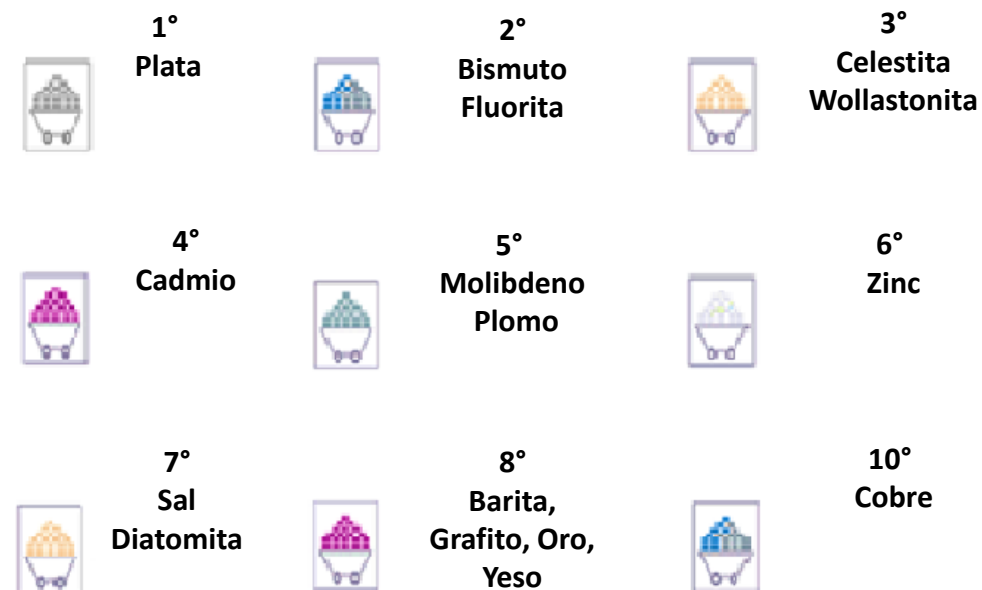 1°
Plata
2°
Bismuto
Fluorita
3°
Celestita
Wollastonita
4°
Cadmio
5°
Molibdeno
Plomo
6°
Zinc
7°
Sal
Diatomita
8°
Barita,
Grafito, Oro,
Yeso
10°
Cobre